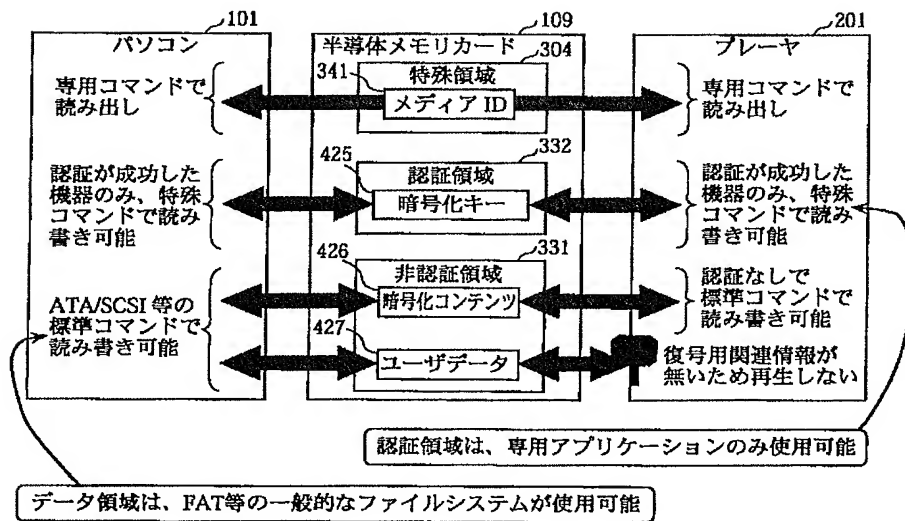 101
109
201
パソコン
半導体メモリカード
プレーヤ
304
特殊領域
341
メディア ID
専用コマンドで
読み出し
専用コマンドで
読み出し
332
認証領域
425
暗号化キー
認証が成功した
機器のみ、特殊
コマンドで読み
書き可能
認証が成功した
機器のみ、特殊
コマンドで読み
書き可能
331
非認証領域
426
暗号化コンテンツ
427
ユーザデータ
ATA/SCSI 等の
標準コマンドで
読み書き可能
認証なしで
標準コマンドで
読み書き可能
復号用関連情報が
無いため再生しない
認証領域は、専用アプリケーションのみ使用可能
データ領域は、FAT等の一般的なファイルシステムが使用可能